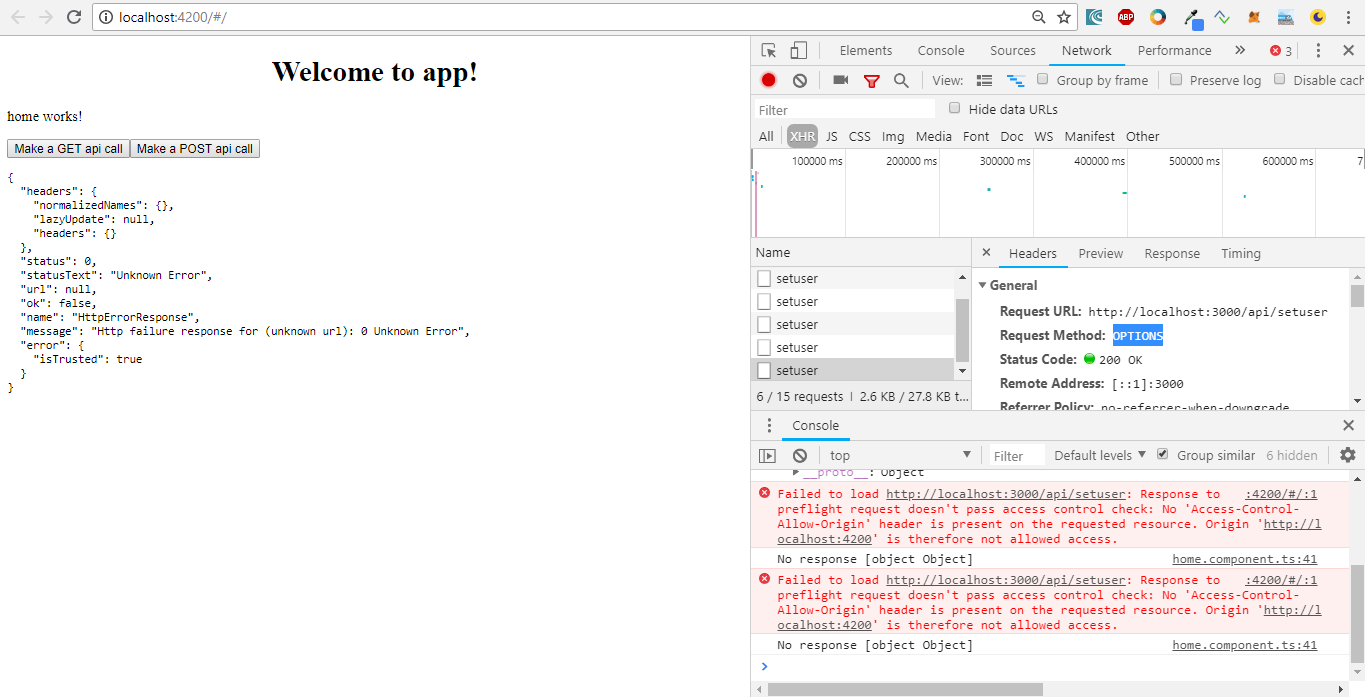 localhost:4200/#/
ABP
Welcome to app!
home works!
Make a GET api call Make a POST api call
{
"headers": {
"normalizedNames": {},
"lazyUpdate": null,
"headers": {}
},
"status": 0,
"statusText": "Unknown Error",
"url": null,
"ok": false,
"name": "HttpErrorResponse",
"message": "Http failure response for (unknown url): 0 Unknown Error",
"error": {
"isTrusted": true
}
}
Elements Console Sources Network Performance » 3
View: Group by frame Preserve log Disable cach
Filter Hide data URLs
All XHR JS CSS Img Media Font Doc WS Manifest Other
100000 ms 200000 ms 300000 ms 400000 ms 500000 ms 600000 ms 7
Name
setuser
setuser
setuser
setuser
setuser
6 / 15 requests | 2.6 KB / 27.8 KB t...
Headers Preview Response Timing
General
Request URL: http://localhost:3000/api/setuser
Request Method: OPTIONS
Status Code: 200 OK
Remote Address: [::1]:3000
Referrer Policy: no-referrer-when-downgrade
Console
top Filter Default levels Group similar 6 hidden
__proto__: Object
Failed to load http://localhost:3000/api/setuser: Response to :4200/#/:1
preflight request doesn't pass access control check: No 'Access-Control-
Allow-Origin' header is present on the requested resource. Origin 'http://l
ocalhost:4200' is therefore not allowed access.
No response [object Object] home.component.ts:41
Failed to load http://localhost:3000/api/setuser: Response to :4200/#/:1
preflight request doesn't pass access control check: No 'Access-Control-
Allow-Origin' header is present on the requested resource. Origin 'http://l
ocalhost:4200' is therefore not allowed access.
No response [object Object] home.component.ts:41